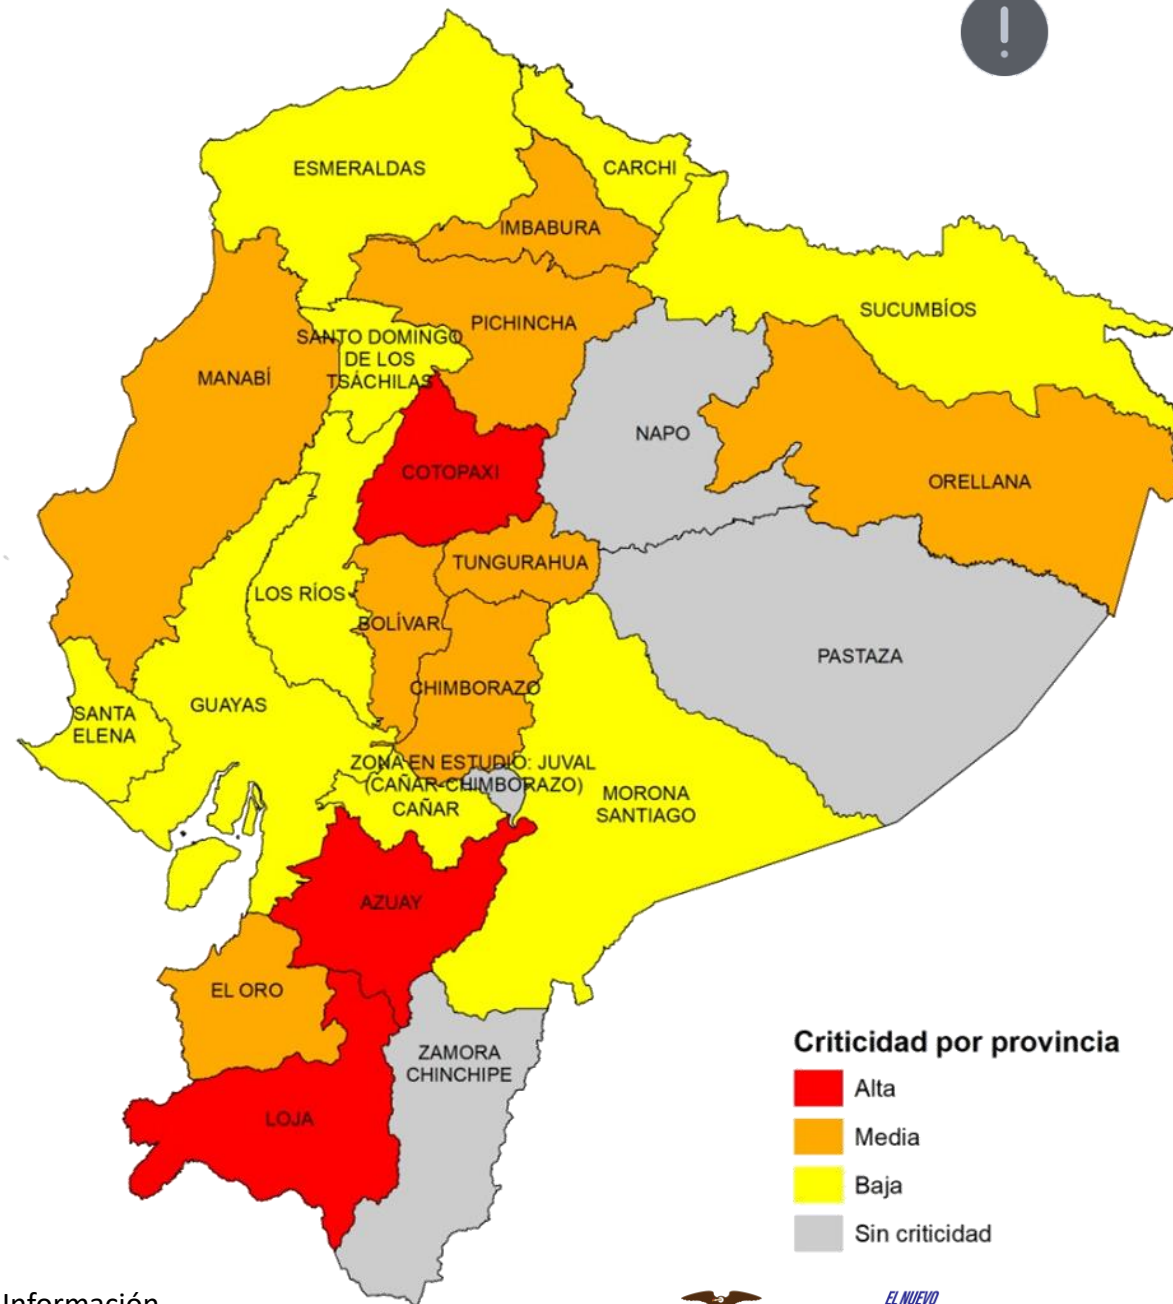 !
ESMERALDAS
CARCHI
IMBABURA
SUCUMBÍOS
PICHINCHA
SANTO DOMINGO
DE LOS
TSÁCHILAS
MANABÍ
NAPO
COTOPAXI
ORELLANA
TUNGURAHUA
LOS RÍOS
BOLÍVAR
PASTAZA
CHIMBORAZO
GUAYAS
SANTA
ELENA
ZONA EN ESTUDIO: JUVAL
(CAÑAR-CHIMBORAZO)
CAÑAR
MORONA
SANTIAGO
AZUAY
EL ORO
ZAMORA
CHINCHIPE
LOJA
Criticidad por provincia
Alta
Media
Baja
Sin criticidad
Información
EL NUEVO